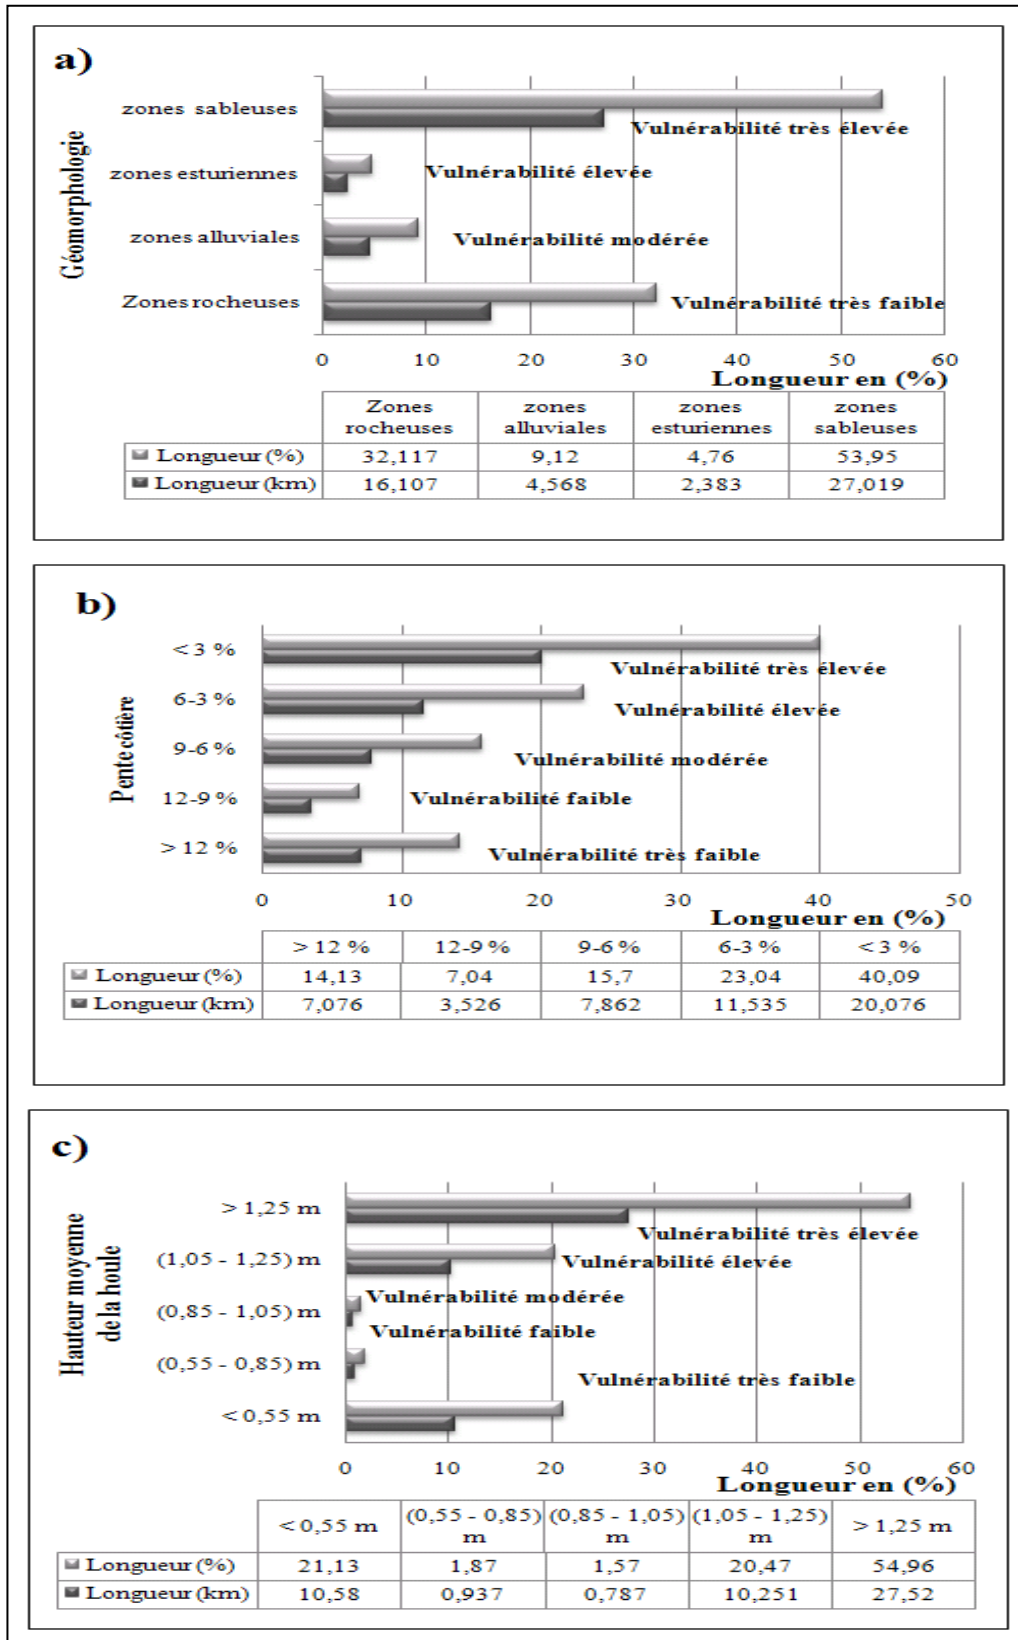 a)
Géomorphologie
zones sableuses
Vulnérabilité très élevée
zones esturiennes
Vulnérabilité élevée
zones alluviales
Vulnérabilité modérée
Zones rocheuses
Vulnérabilité très faible
0 10 20 30 40 50 60
Longueur en (%)
Zones rocheuses zones alluviales zones esturiennes zones sableuses
Longueur (%) 32,117 9,12 4,76 53,95
Longueur (km) 16,107 4,568 2,383 27,019
b)
Pente côtière
< 3 %
Vulnérabilité très élevée
6-3 %
Vulnérabilité élevée
9-6 %
Vulnérabilité modérée
12-9 %
Vulnérabilité faible
> 12 %
Vulnérabilité très faible
0 10 20 30 40 50
Longueur en (%)
> 12 % 12-9 % 9-6 % 6-3 % < 3 %
Longueur (%) 14,13 7,04 15,7 23,04 40,09
Longueur (km) 7,076 3,526 7,862 11,535 20,076
c)
Hauteur moyenne
de la houle
> 1,25 m
Vulnérabilité très élevée
(1,05 - 1,25) m
Vulnérabilité élevée
(0,85 - 1,05) m
Vulnérabilité modérée
Vulnérabilité faible
(0,55 - 0,85) m
Vulnérabilité très faible
< 0,55 m
0 10 20 30 40 50 60
Longueur en (%)
< 0,55 m (0,55 - 0,85) m (0,85 - 1,05) m (1,05 - 1,25) m > 1,25 m
Longueur (%) 21,13 1,87 1,57 20,47 54,96
Longueur (km) 10,58 0,937 0,787 10,251 27,52